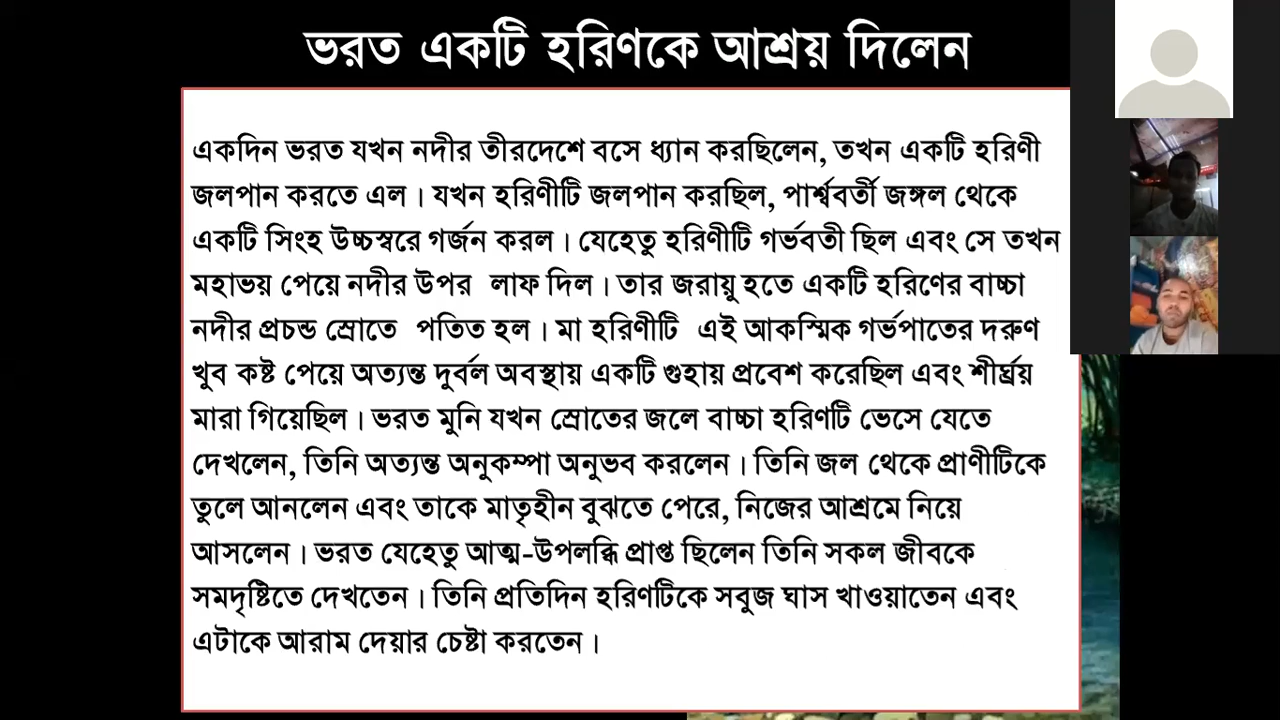 ভরত একটি হরিণকে আশ্রয় দিলেন
একদিন ভরত যখন নদীর তীরদেশে বসে ধ্যান করছিলেন, তখন একটি হরিণী
জলপান করতে এল। যখন হরিণীটি জলপান করছিল, পার্শ্ববর্তী জঙ্গল থেকে
একটি সিংহ উচ্চস্বরে গর্জন করল। যেহেতু হরিণীটি গর্ভবতী ছিল এবং সে তখন
মহাভয় পেয়ে নদীর উপর লাফ দিল। তার জরায়ু হতে একটি হরিণের বাচ্চা
নদীর প্রচন্ড স্রোতে পতিত হল। মা হরিণীটি এই আকস্মিক গর্ভপাতের দরুণ
খুব কষ্ট পেয়ে অত্যন্ত দুর্বল অবস্থায় একটি গুহায় প্রবেশ করেছিল এবং শীর্ঘ্রয়
মারা গিয়েছিল। ভরত মুনি যখন স্রোতের জলে বাচ্চা হরিণটি ভেসে যেতে
দেখলেন, তিনি অত্যন্ত অনুকম্পা অনুভব করলেন। তিনি জল থেকে প্রাণীটিকে
তুলে আনলেন এবং তাকে মাতৃহীন বুঝতে পেরে, নিজের আশ্রমে নিয়ে
আসলেন। ভরত যেহেতু আত্ম-উপলব্ধি প্রাপ্ত ছিলেন তিনি সকল জীবকে
সমদৃষ্টিতে দেখতেন। তিনি প্রতিদিন হরিণটিকে সবুজ ঘাস খাওয়াতেন এবং
এটাকে আরাম দেয়ার চেষ্টা করতেন।